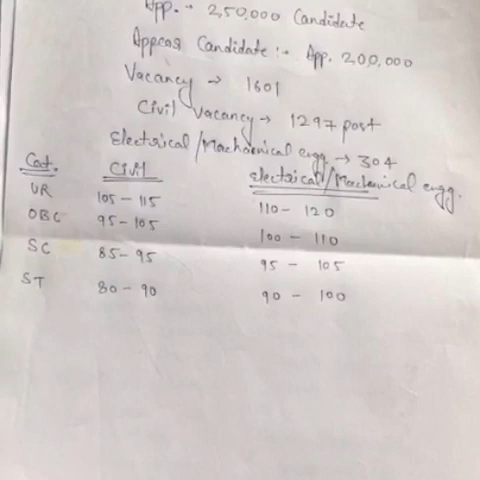 App. - 2,50,000 Candidate
Appear Candidate :- App. 2,00,000
Vacancy → 1601
Civil Vacancy → 1297 post
Electrical/Machanical engg. → 304
Cat. Civil Electrical/Machenical engg.
UR 105 - 115 110 - 120
OBC 95 - 105 100 - 110
SC 85 - 95 95 - 105
ST 80 - 90 90 - 100